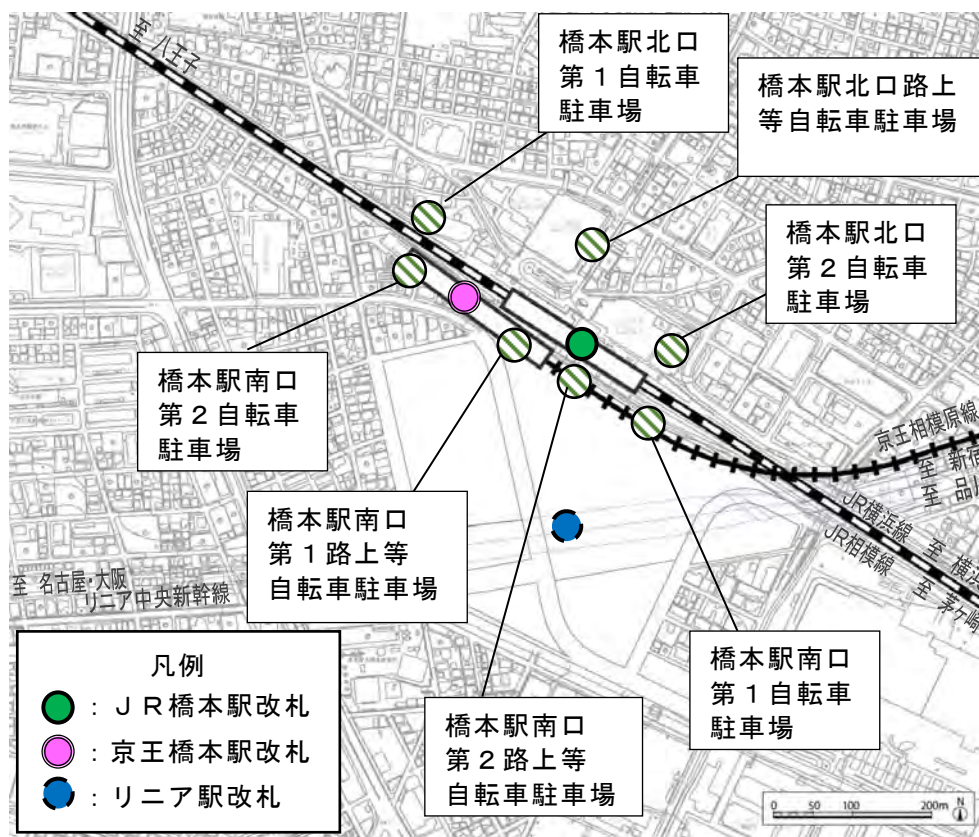 至 八王子
橋本駅北口
第1自転車
駐車場
橋本駅北口路上
等自転車駐車場
橋本駅北口
第2自転車
駐車場
橋本駅南口
第2自転車
駐車場
京王相模原線
至 新宿
至 品川
橋本駅南口
第1路上等
自転車駐車場
JR横浜線
JR相模線
至 横浜
至 茅ケ崎
至 名古屋・大阪
リニア中央新幹線
橋本駅南口
第1自転車
駐車場
橋本駅南口
第2路上等
自転車駐車場
凡例
：ＪＲ橋本駅改札
：京王橋本駅改札
：リニア駅改札
0 50 100 200m
N